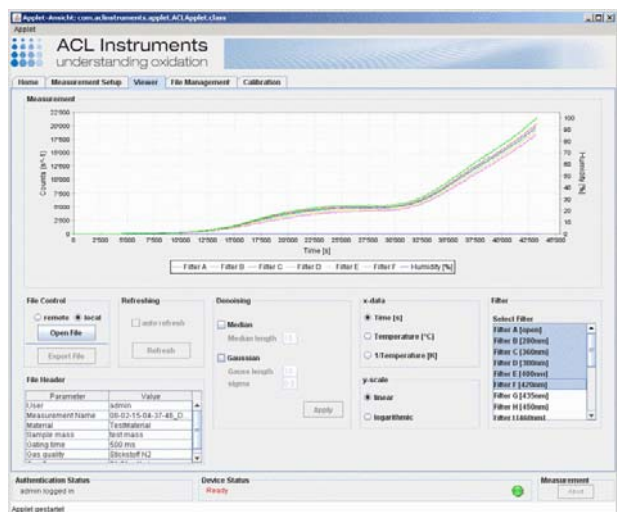 Applet-Ansicht: com.aclinstruments.applet.ACLApplet.class
Applet
ACL Instruments
understanding oxidation
Home Measurement Setup Viewer File Management Calibration
Measurement
22'500
20'000
17'500
15'000
12'500
10'000
7'500
5'000
2'500
0
Counts [s^-1]
100
90
80
70
60
50
40
30
20
10
0
Humidity [%]
0 2'500 5'000 7'500 10'000 12'500 15'000 17'500 20'000 22'500 25'000 27'500 30'000 32'500 35'000 37'500 40'000 42'500 45'000
Time [s]
Filter A Filter B Filter C Filter D Filter E Filter F Humidity [%]
File Control
remote local
Open File
Export File
Refreshing
auto refresh
Refresh
Denoising
Median
Median length
Gaussian
Gauss length
sigma
Apply
x-data
Time [s]
Temperature [°C]
1/Temperature [K]
y-scale
linear
logarithmic
Filter
Select Filter
Filter A [open]
Filter B [280nm]
Filter C [360nm]
Filter D [380nm]
Filter E [400nm]
Filter F [420nm]
Filter G [435nm]
Filter H [450nm]
Filter I [460nm]
File Header
Parameter Value
User admin
Measurement Name 08-02-15-04-37-48_D...
Material TestMaterial
Sample mass test mass
Gating time 500 ms
Gas quality Stickstoff N2
Authentication Status
admin logged in
Device Status
Ready
Measurement
Abort
Applet gestartet